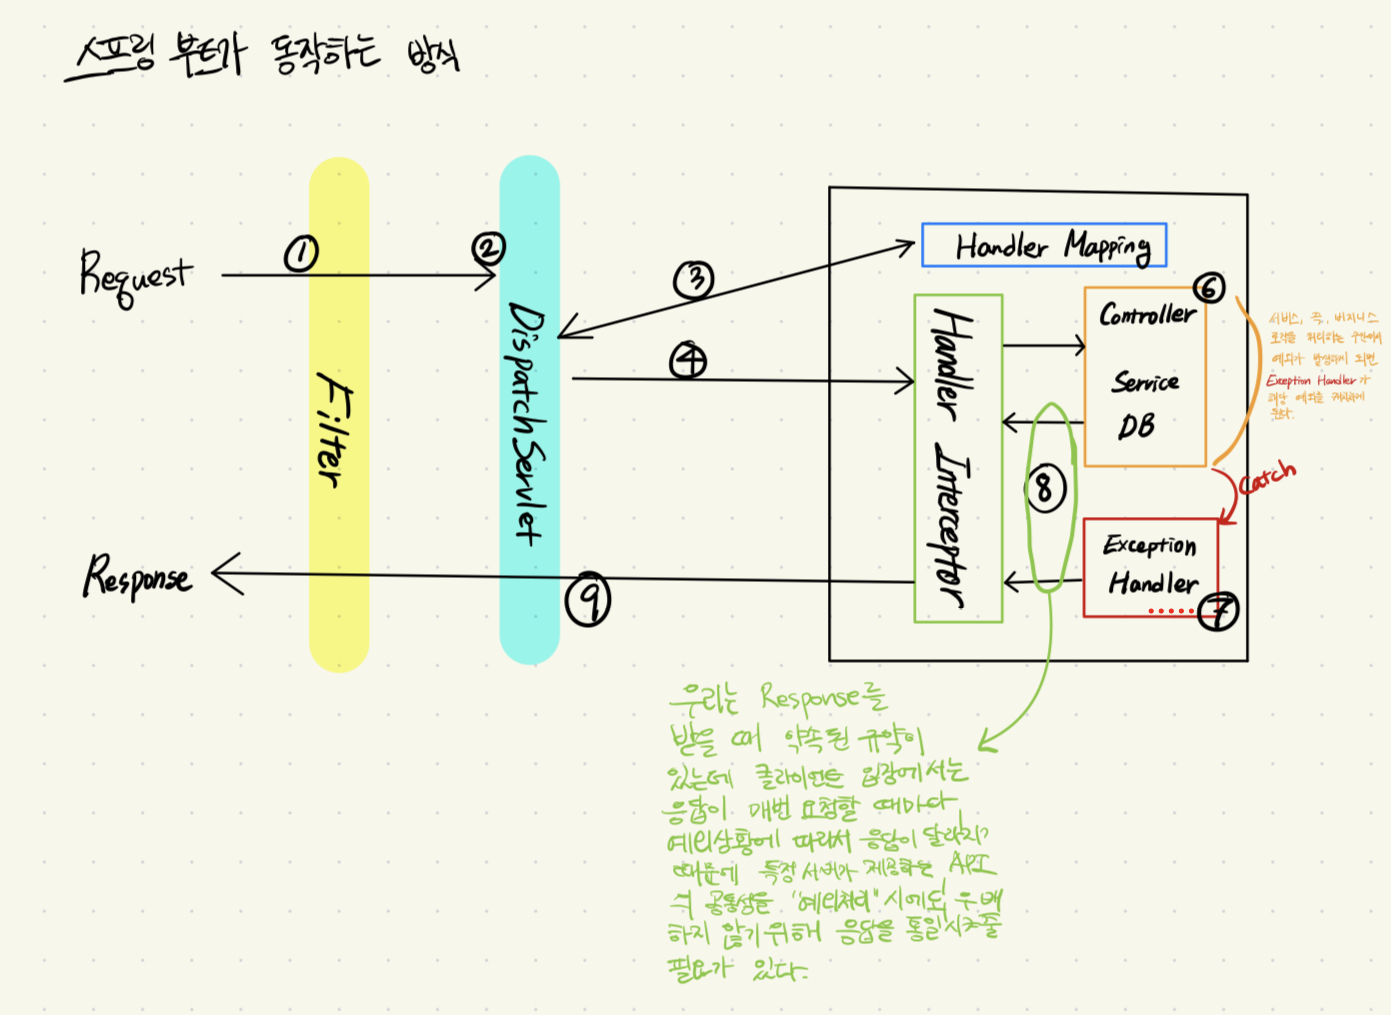 스프링 부트가 동작하는 방식
Request
①
②
Filter
DispatchServlet
③
④
Handler Mapping
Handler Interceptor
⑥
Controller
Service
DB
서비스, 즉, 비지니스
로직을 처리하는 구간에서
예외가 발생하게 되면
Exception Handler가
해당 예외를 캐치하게
된다.
Catch
⑧
Exception
Handler
⑦
Response
⑨
우리는 Response를
받을 때 약속된 규약이
있는데 클라이언트 입장에서는
응답이 매번 요청할 때마다
예외상황에 따라서 응답이 달라지기
때문에 특정 서버가 제공하는 API
의 공통성을 "예외처리" 시에도 위배
하지 않기 위해 응답을 통일시켜줄
필요가 있다.